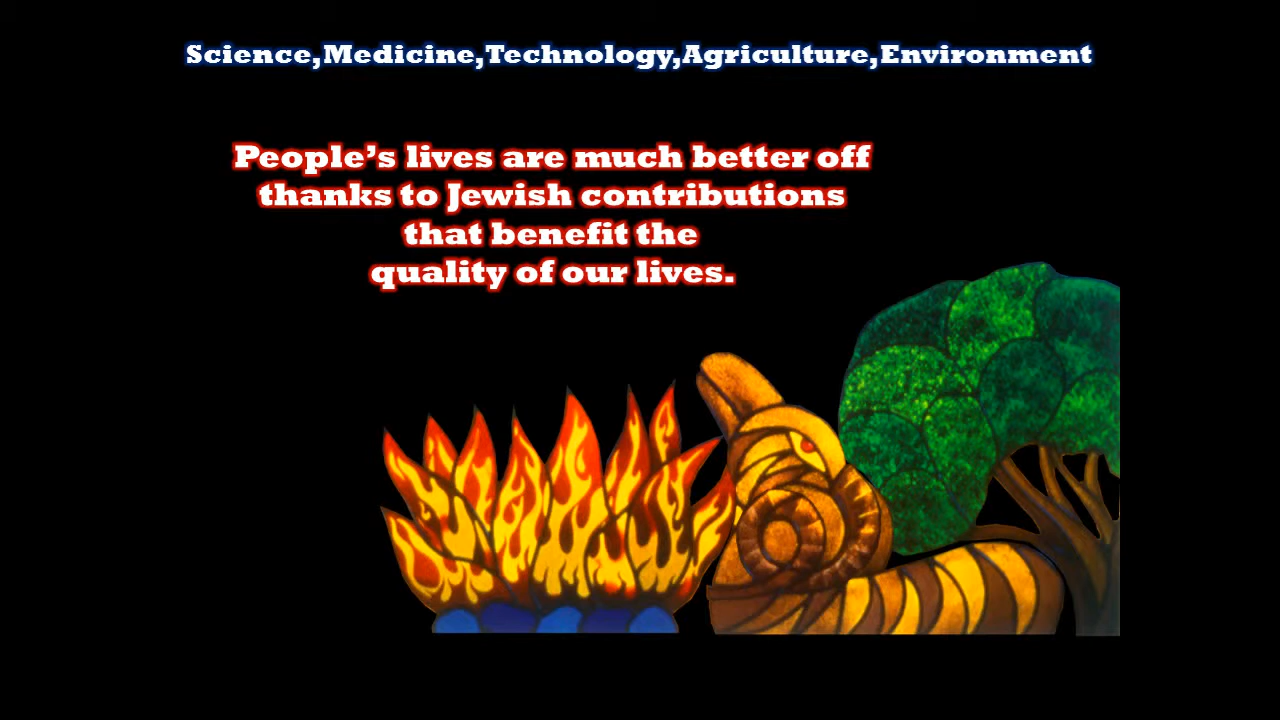 Science,Medicine,Technology,Agriculture,Environment
People’s lives are much better off
thanks to Jewish contributions
that benefit the
quality of our lives.